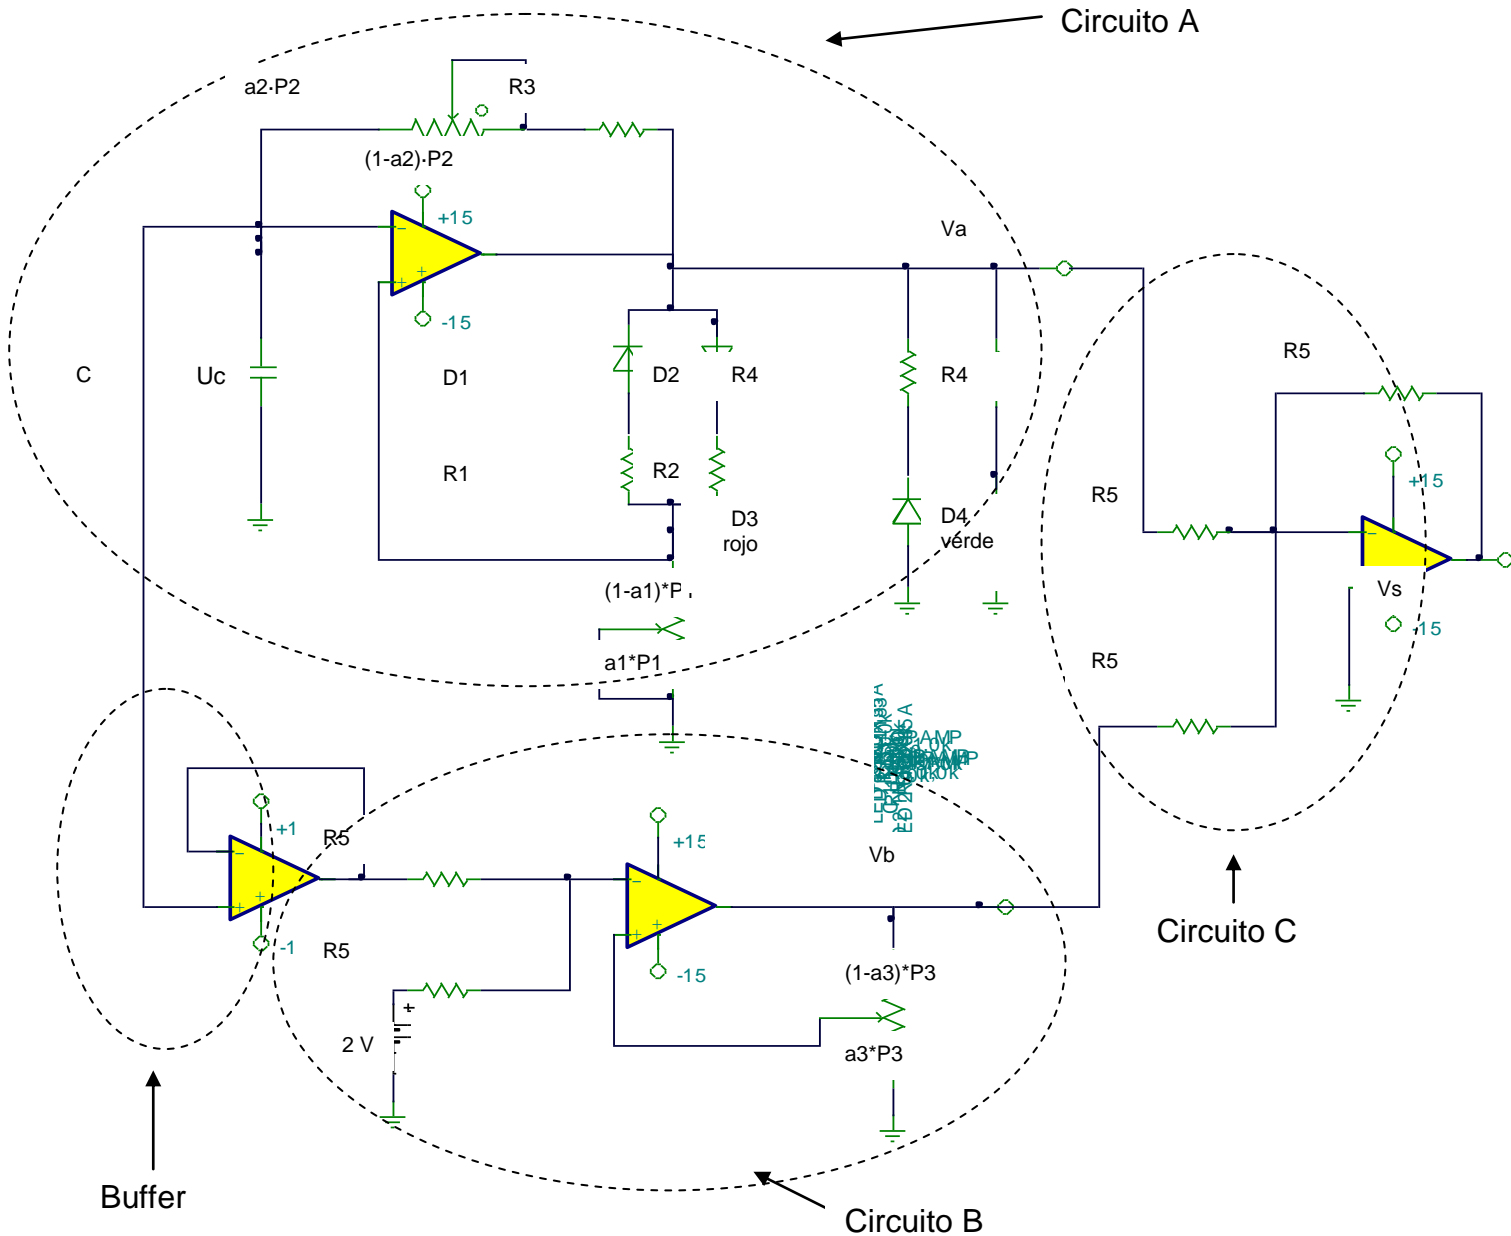 Circuito A
a2·P2
R3
(1-a2)·P2
+15
-15
Va
C
Uc
D1
D2
R4
R4
R5
R1
R2
D3
rojo
D4
verde
R5
+15
(1-a1)*P
Vs
-15
a1*P1
R5
+1
R5
+15
Vb
-1
R5
-15
(1-a3)*P3
2 V
a3*P3
Circuito C
Buffer
Circuito B